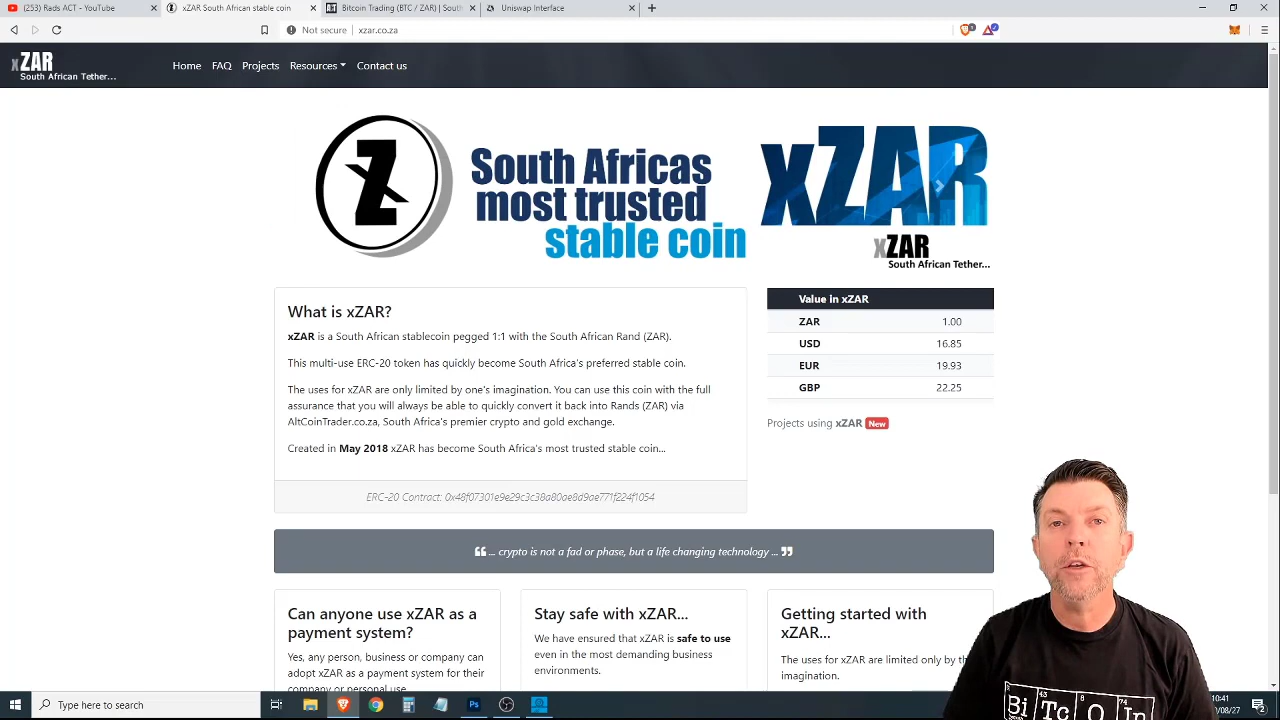 (253) Rads ACT - YouTube
xZAR South African stable coin
Bitcoin Trading (BTC / ZAR) | South
Uniswap Interface
Not secure
xzar.co.za
xZAR
South African Tether...
Home
FAQ
Projects
Resources
Contact us
South Africas
most trusted
stable coin
xZAR
xZAR
South African Tether...
What is xZAR?
xZAR is a South African stablecoin pegged 1:1 with the South African Rand (ZAR).
This multi-use ERC-20 token has quickly become South Africa's preferred stable coin.
The uses for xZAR are only limited by one's imagination. You can use this coin with the full
assurance that you will always be able to quickly convert it back into Rands (ZAR) via
AltCoinTrader.co.za, South Africa's premier crypto and gold exchange.
Created in May 2018 xZAR has become South Africa's most trusted stable coin...
ERC-20 Contract: 0x48f07301e9e29c3c38a80ae8d9ae771f224f1054
Value in xZAR
ZAR 1.00
USD 16.85
EUR 19.93
GBP 22.25
Projects using xZAR New
... crypto is not a fad or phase, but a life changing technology ...
Can anyone use xZAR as a
payment system?
Yes, any person, business or company can
adopt xZAR as a payment system for their
company or personal use.
Stay safe with xZAR...
We have ensured that xZAR is safe to use
even in the most demanding business
environments.
Getting started with
xZAR...
The uses for xZAR are limited only by
imagination.
43
8
Bi TC O In
Type here to search
10:41